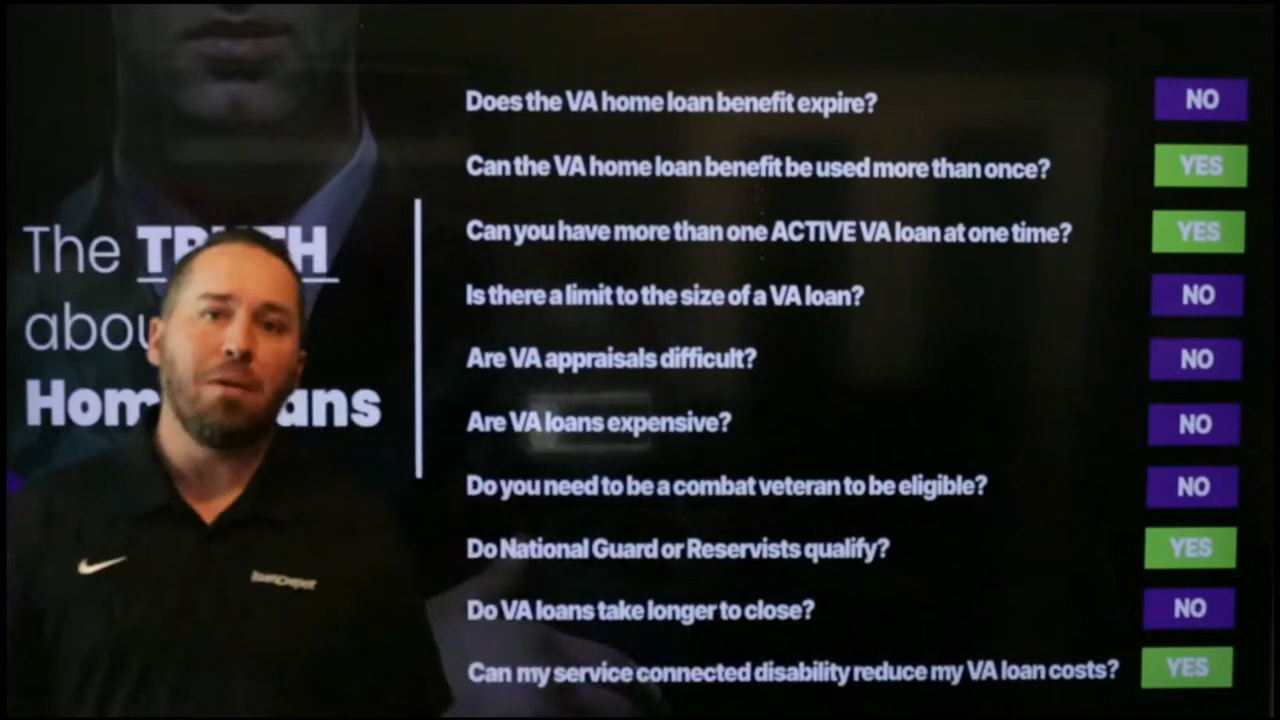 The
abou
Hom ans
Does the VA home loan benefit expire? NO
Can the VA home loan benefit be used more than once? YES
Can you have more than one ACTIVE VA loan at one time? YES
Is there a limit to the size of a VA loan? NO
Are VA appraisals difficult? NO
Are VA loans expensive? NO
Do you need to be a combat veteran to be eligible? NO
Do National Guard or Reservists qualify? YES
Do VA loans take longer to close? NO
Can my service connected disability reduce my VA loan costs? YES
loanDepot